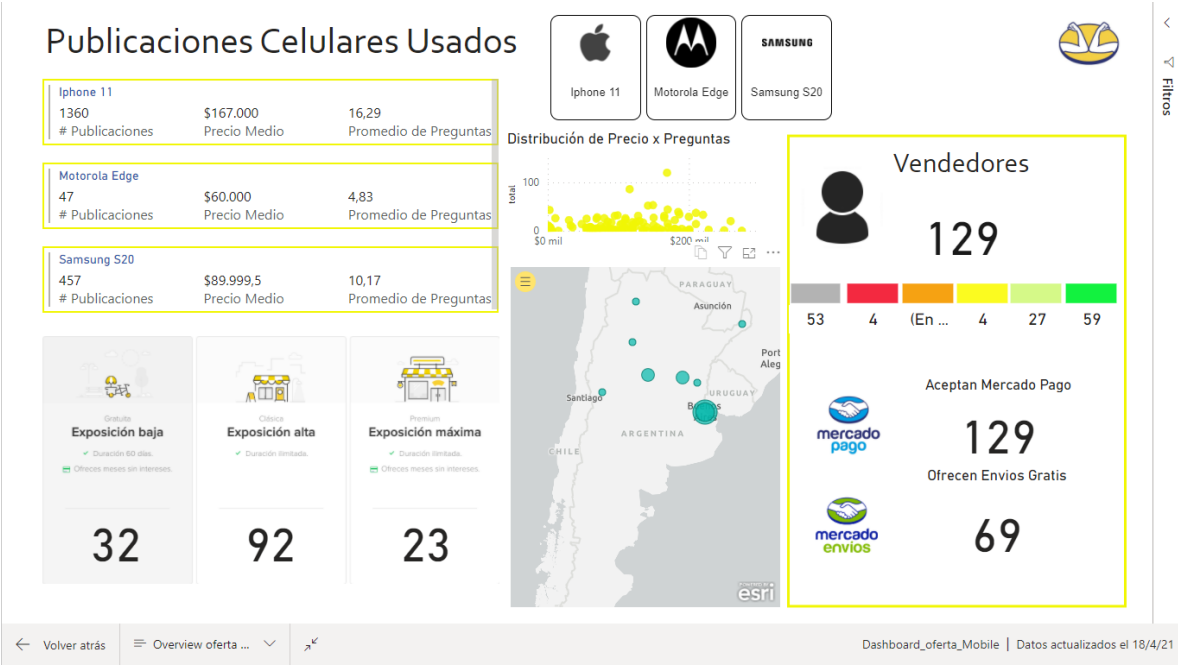 Publicaciones Celulares Usados
Iphone 11
1360
$167.000
16,29
# Publicaciones
Precio Medio
Promedio de Preguntas
Motorola Edge
47
$60.000
4,83
# Publicaciones
Precio Medio
Promedio de Preguntas
Samsung S20
457
$89.999,5
10,17
# Publicaciones
Precio Medio
Promedio de Preguntas
Gratuita
Exposición baja
Duración 60 días.
Ofreces meses sin intereses.
32
Clásica
Exposición alta
Duración ilimitada.
92
Premium
Exposición máxima
Duración ilimitada.
Ofreces meses sin intereses.
23
Iphone 11
Motorola Edge
SAMSUNG
Samsung S20
Distribución de Precio x Preguntas
total
100
0
$0 mil
$200 mil
PARAGUAY
Asunción
Port
Aleg
Santiago
URUGUAY
ARGENTINA
CHILE
esri
Vendedores
129
53
4
(En ...
4
27
59
Aceptan Mercado Pago
mercado
pago
129
Ofrecen Envios Gratis
mercado
envios
69
Filtros
Volver atrás
Overview oferta ...
Dashboard_oferta_Mobile | Datos actualizados el 18/4/21